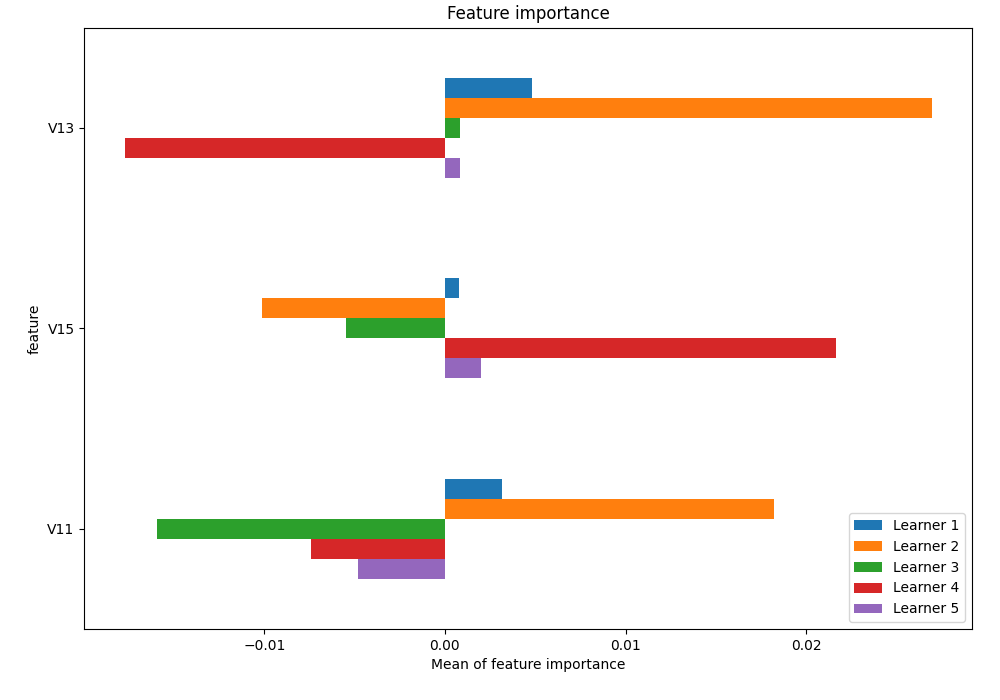 Feature importance
V13
V15
V11
feature
Learner 1
Learner 2
Learner 3
Learner 4
Learner 5
−0.01
0.00
0.01
0.02
Mean of feature importance